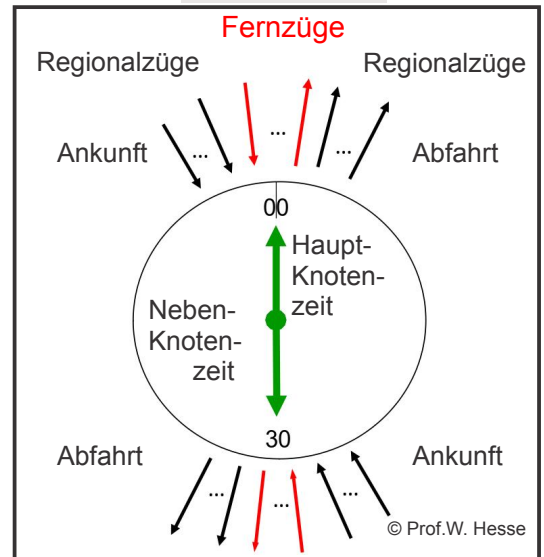 Fernzüge
Regionalzüge
Regionalzüge
...
...
...
Ankunft
Abfahrt
00
Haupt-
Knoten-
zeit
Neben-
Knoten-
zeit
30
Abfahrt
Ankunft
...
...
...
© Prof.W. Hesse